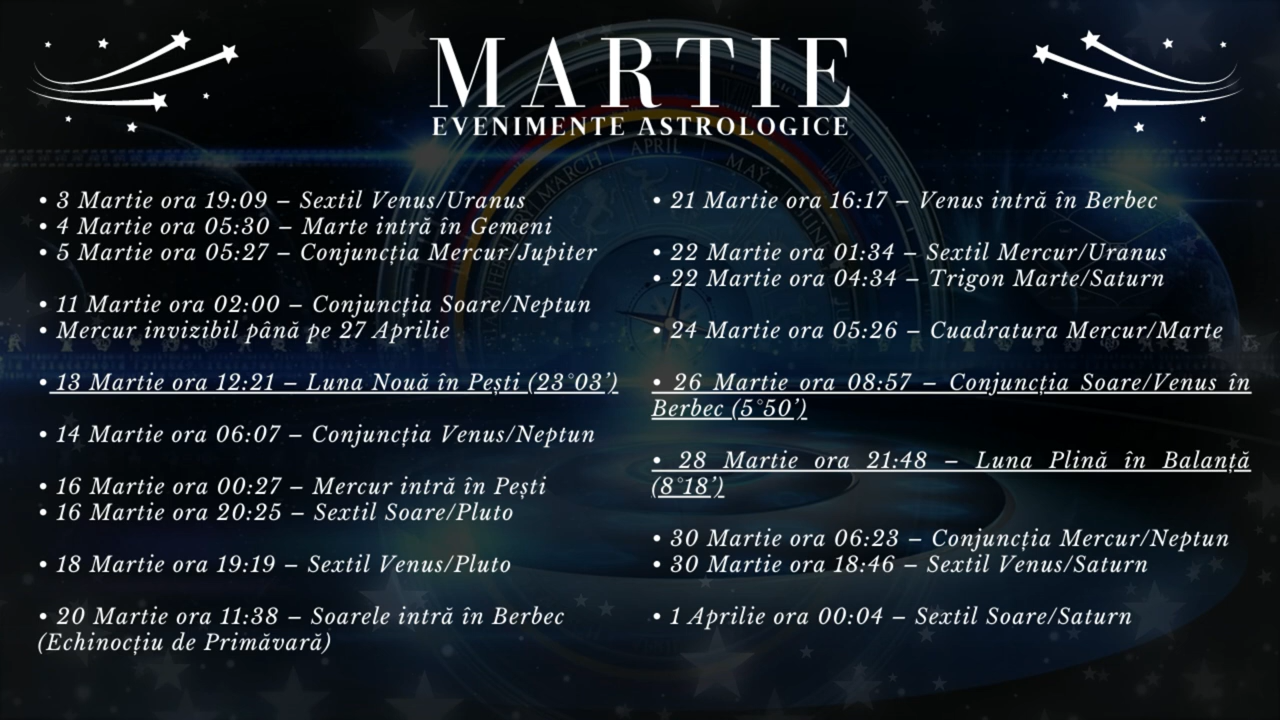 MARTIE
EVENIMENTE ASTROLOGICE
• 3 Martie ora 19:09 – Sextil Venus/Uranus
• 4 Martie ora 05:30 – Marte intră în Gemeni
• 5 Martie ora 05:27 – Conjuncția Mercur/Jupiter
• 11 Martie ora 02:00 – Conjuncția Soare/Neptun
• Mercur invizibil până pe 27 Aprilie
• 13 Martie ora 12:21 – Luna Nouă în Pești (23°03’)
• 14 Martie ora 06:07 – Conjuncția Venus/Neptun
• 16 Martie ora 00:27 – Mercur intră în Pești
• 16 Martie ora 20:25 – Sextil Soare/Pluto
• 18 Martie ora 19:19 – Sextil Venus/Pluto
• 20 Martie ora 11:38 – Soarele intră în Berbec
(Echinocțiu de Primăvară)
• 21 Martie ora 16:17 – Venus intră în Berbec
• 22 Martie ora 01:34 – Sextil Mercur/Uranus
• 22 Martie ora 04:34 – Trigon Marte/Saturn
• 24 Martie ora 05:26 – Cuadratura Mercur/Marte
• 26 Martie ora 08:57 – Conjuncția Soare/Venus în
Berbec (5°50’)
• 28 Martie ora 21:48 – Luna Plină în Balanță
(8°18’)
• 30 Martie ora 06:23 – Conjuncția Mercur/Neptun
• 30 Martie ora 18:46 – Sextil Venus/Saturn
• 1 Aprilie ora 00:04 – Sextil Soare/Saturn
MARCH
APRIL
MAY